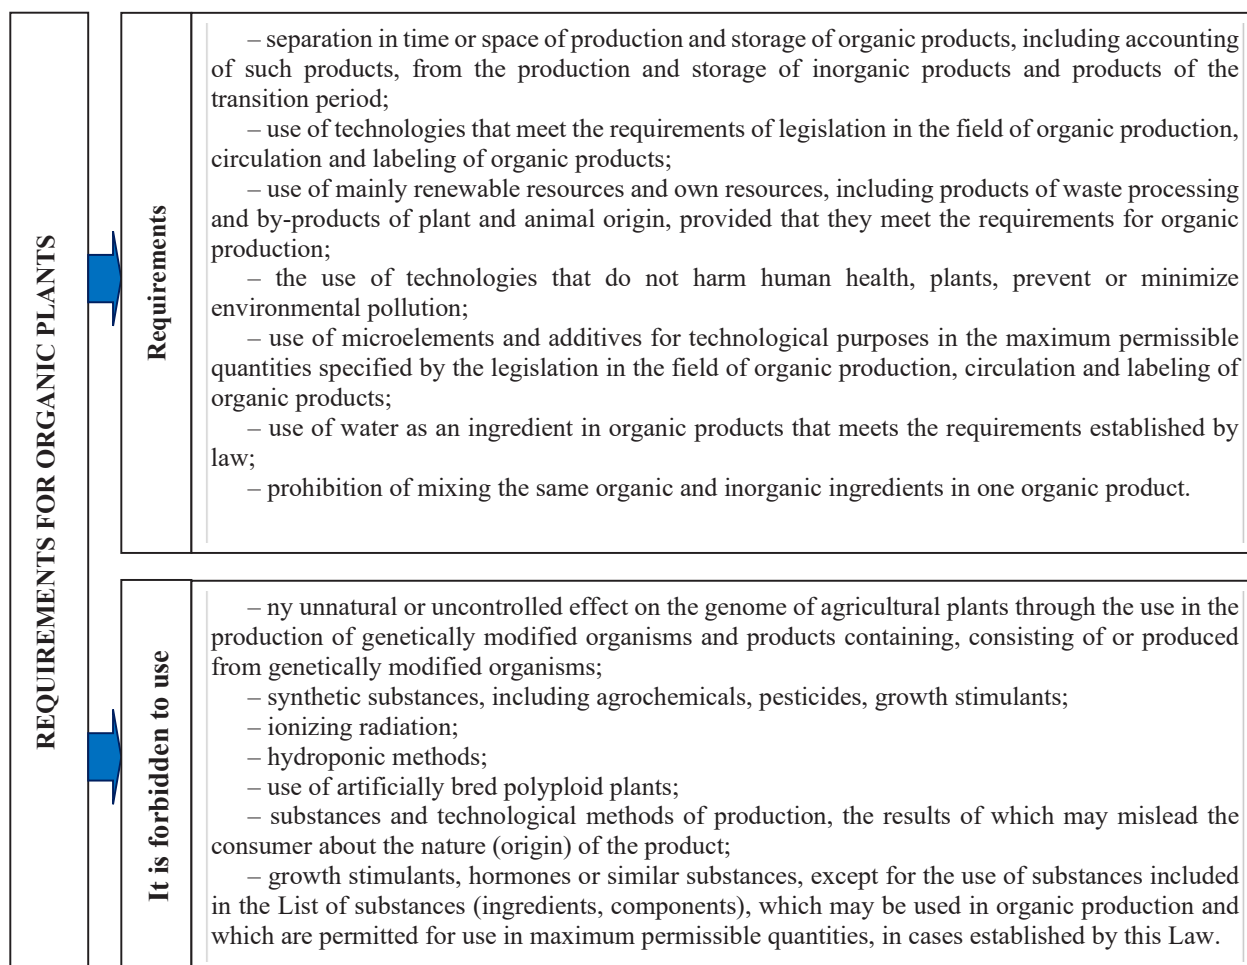 REQUIREMENTS FOR ORGANIC PLANTS
Requirements
– separation in time or space of production and storage of organic products, including accounting
of such products, from the production and storage of inorganic products and products of the
transition period;
– use of technologies that meet the requirements of legislation in the field of organic production,
circulation and labeling of organic products;
– use of mainly renewable resources and own resources, including products of waste processing
and by-products of plant and animal origin, provided that they meet the requirements for organic
production;
– the use of technologies that do not harm human health, plants, prevent or minimize
environmental pollution;
– use of microelements and additives for technological purposes in the maximum permissible
quantities specified by the legislation in the field of organic production, circulation and labeling of
organic products;
– use of water as an ingredient in organic products that meets the requirements established by
law;
– prohibition of mixing the same organic and inorganic ingredients in one organic product.
It is forbidden to use
– ny unnatural or uncontrolled effect on the genome of agricultural plants through the use in the
production of genetically modified organisms and products containing, consisting of or produced
from genetically modified organisms;
– synthetic substances, including agrochemicals, pesticides, growth stimulants;
– ionizing radiation;
– hydroponic methods;
– use of artificially bred polyploid plants;
– substances and technological methods of production, the results of which may mislead the
consumer about the nature (origin) of the product;
– growth stimulants, hormones or similar substances, except for the use of substances included
in the List of substances (ingredients, components), which may be used in organic production and
which are permitted for use in maximum permissible quantities, in cases established by this Law.